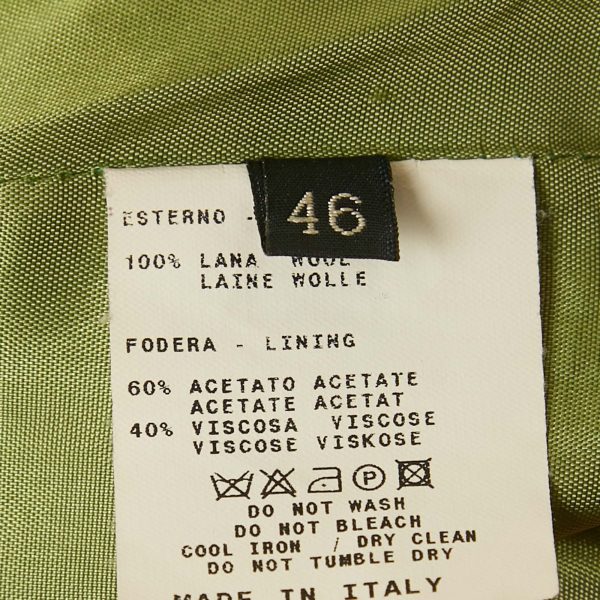 46
ESTERNO -
100% LANA WOOL
LAINE WOLLE
FODERA - LINING
60% ACETATO ACETATE
ACETATE ACETAT
40% VISCOSA VISCOSE
VISCOSE VISKOSE
P
DO NOT WASH
DO NOT BLEACH
COOL IRON / DRY CLEAN
DO NOT TUMBLE DRY
MADE IN ITALY